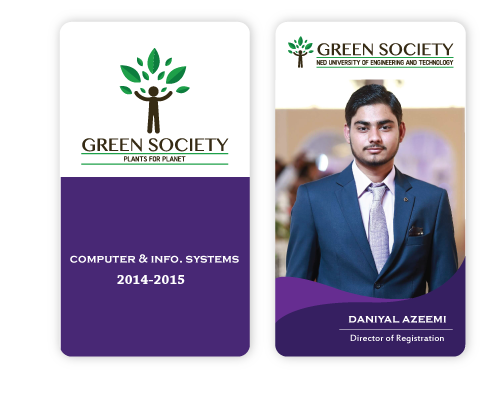 GREEN SOCIETY
PLANTS FOR PLANET
COMPUTER & INFO. SYSTEMS
2014-2015
GREEN SOCIETY
NED UNIVERSITY OF ENGINEERING AND TECHNOLOGY
DANIYAL AZEEMI
Director of Registration